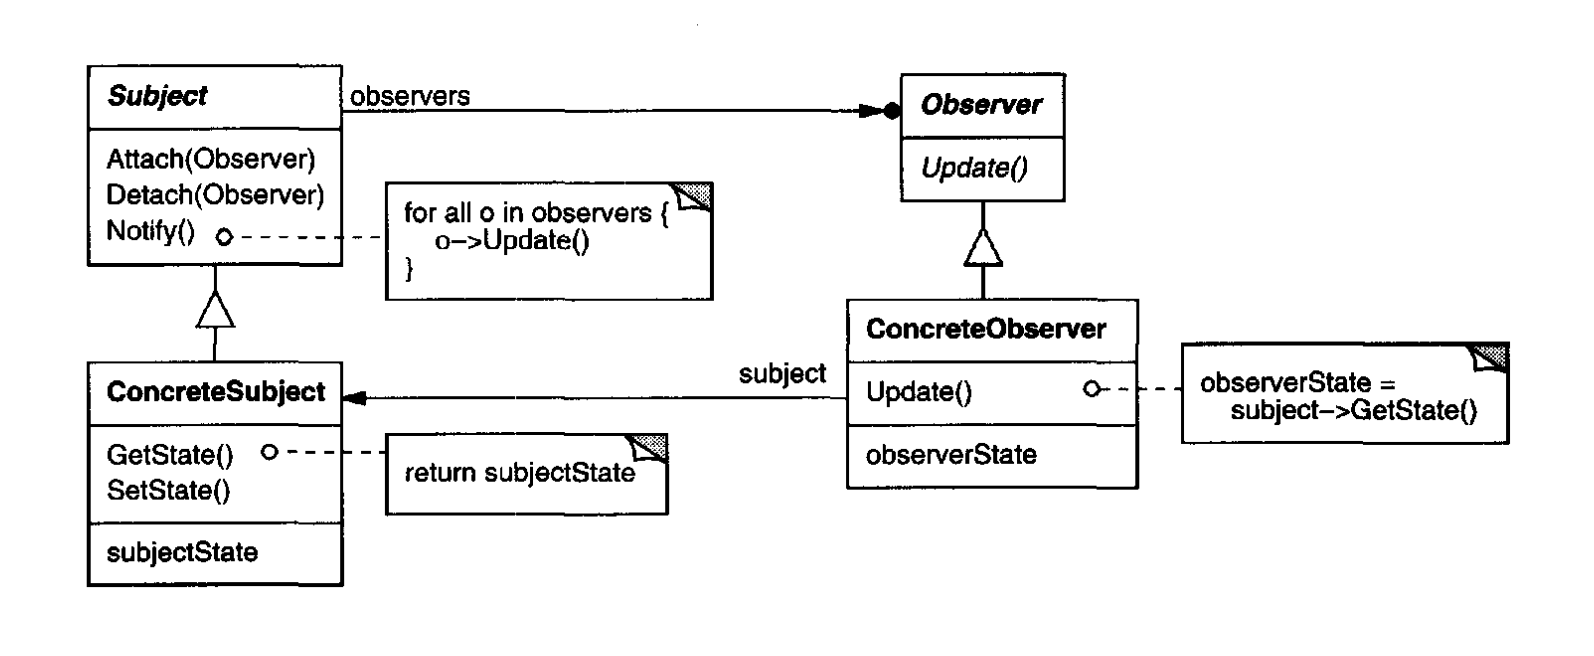 Subject
observers
Observer
Attach(Observer)
Detach(Observer)
Notify()
for all o in observers {
o–>Update()
}
Update()
ConcreteSubject
GetState()
SetState()
subjectState
return subjectState
subject
ConcreteObserver
Update()
observerState
observerState =
subject–>GetState()